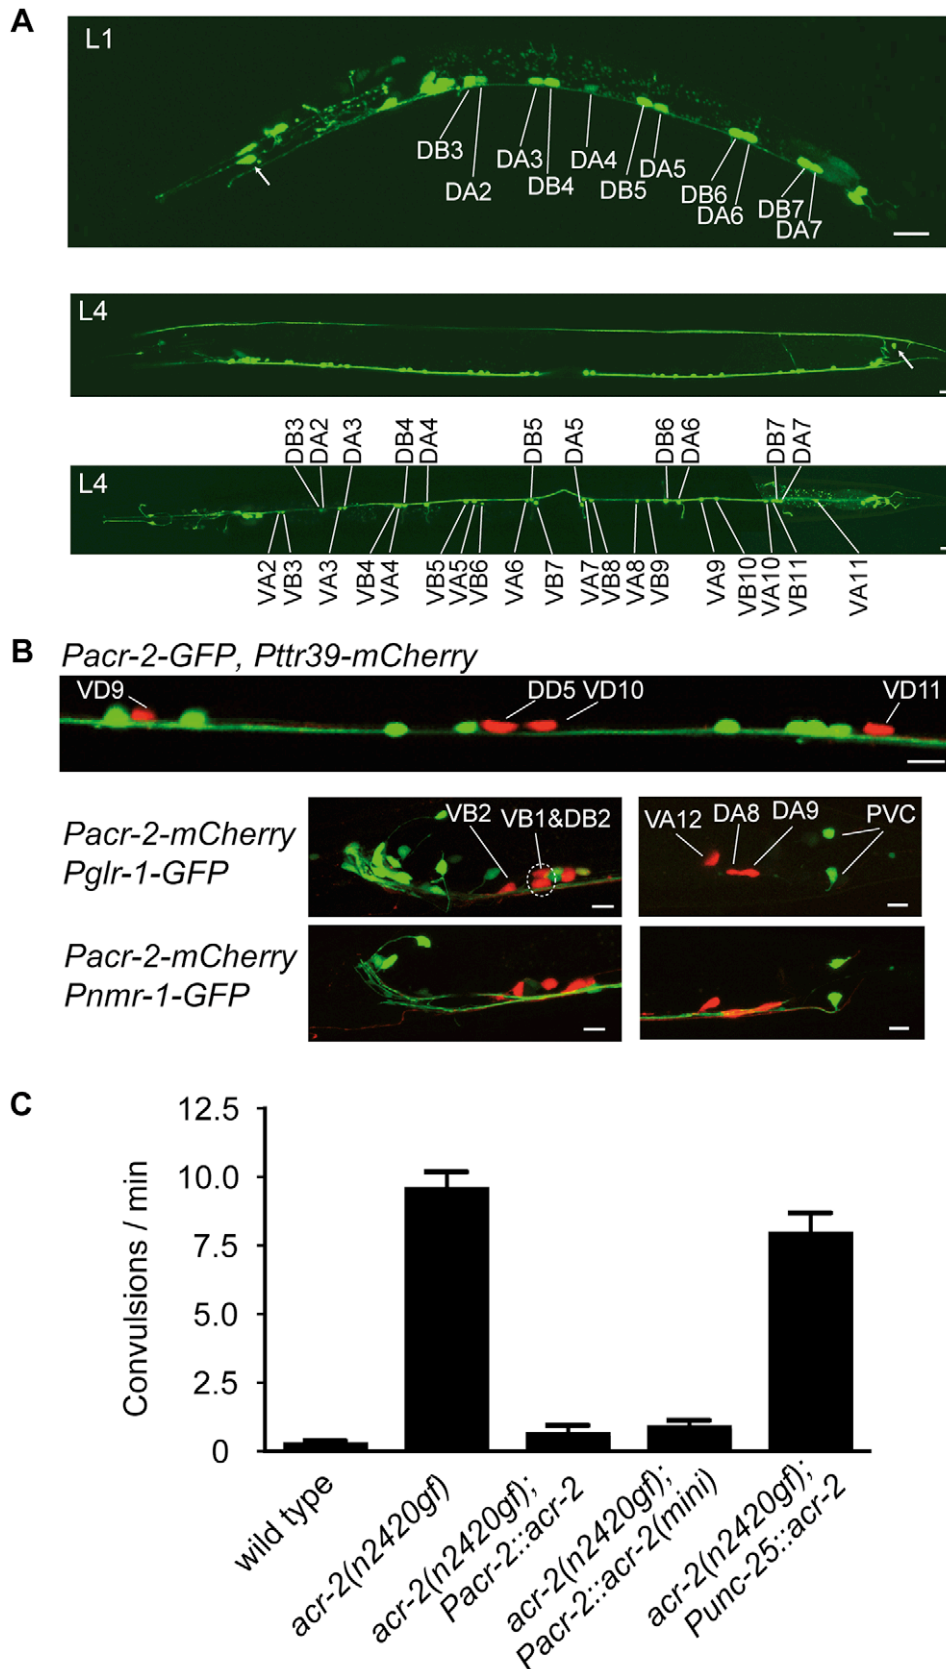 A
L1
DB3
DA2
DA3
DB4
DA4
DB5
DA5
DB6
DA6
DB7
DA7
L4
L4
DB3
DA2
DA3
DB4
DA4
DB5
DA5
DB6
DA6
DB7
DA7
VA2
VB3
VA3
VB4
VA4
VB5
VA5
VB6
VA6
VB7
VA7
VB8
VA8
VB9
VA9
VB10
VA10
VB11
VA11
B
Pacr-2-GFP, Pttr39-mCherry
VD9
DD5 VD10
VD11
Pacr-2-mCherry
Pglr-1-GFP
VB2
VB1&DB2
VA12
DA8
DA9
PVC
Pacr-2-mCherry
Pnmr-1-GFP
C
Convulsions / min
12.5
10.0
7.5
5.0
2.5
0
wild type
acr-2(n2420gf)
acr-2(n2420gf);
Pacr-2::acr-2
acr-2(n2420gf);
Pacr-2::acr-2(mini)
acr-2(n2420gf);
Punc-25::acr-2